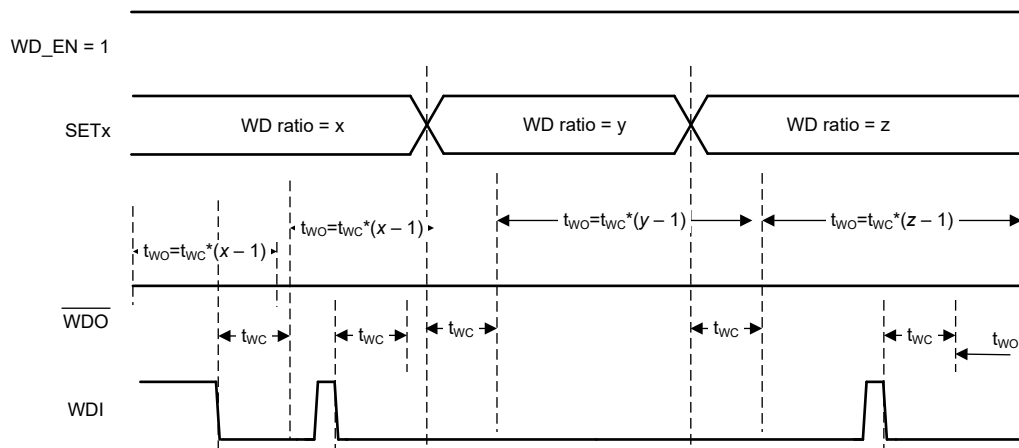 WD_EN = 1
SETx
WD ratio = x
WD ratio = y
WD ratio = z
tWO=tWC*(x – 1)
tWO=tWC*(x – 1)
tWO=tWC*(y – 1)
tWO=tWC*(z – 1)
WDO
tWC
tWC
tWC
tWC
tWC
tWO
WDI